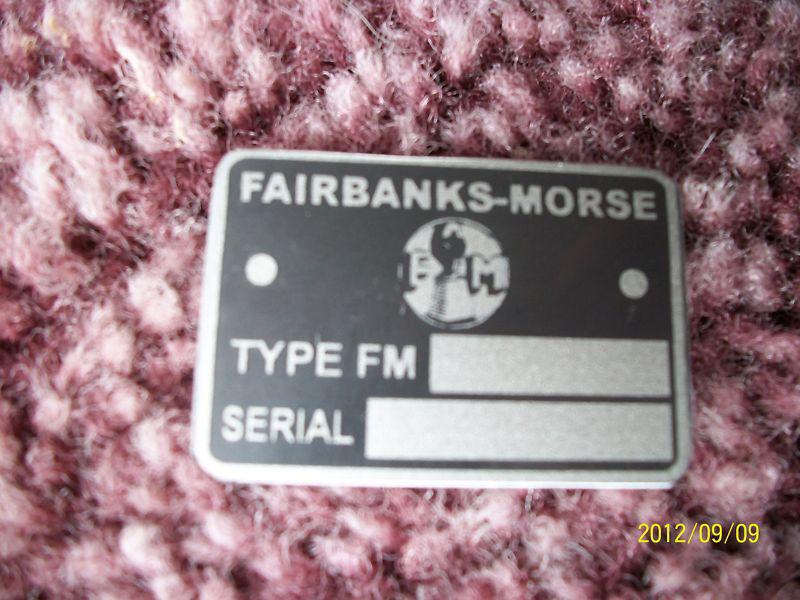 FAIRBANKS-MORSE
F M
TYPE FM
SERIAL
2012/09/09